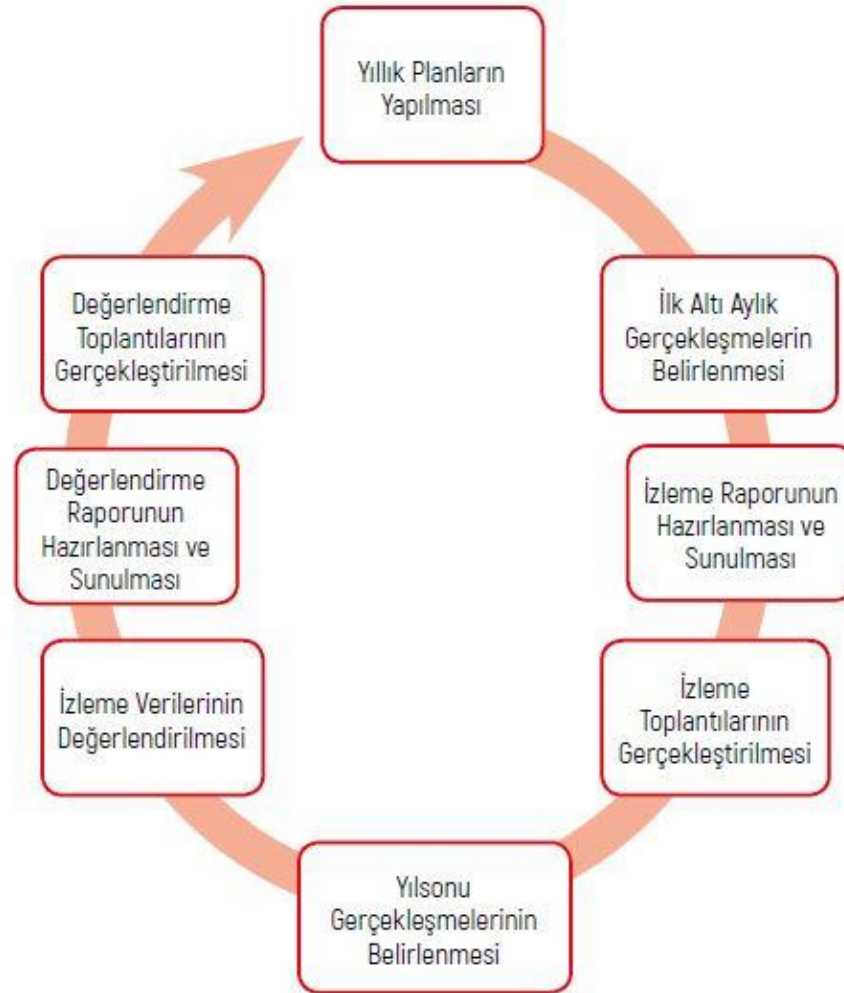 Yıllık Planların
Yapılması
İlk Altı Aylık
Gerçekleşmelerin
Belirlenmesi
İzleme Raporunun
Hazırlanması ve
Sunulması
İzleme
Toplantılarının
Gerçekleştirilmesi
Yılsonu
Gerçekleşmelerinin
Belirlenmesi
İzleme Verilerinin
Değerlendirilmesi
Değerlendirme
Raporunun
Hazırlanması ve
Sunulması
Değerlendirme
Toplantılarının
Gerçekleştirilmesi